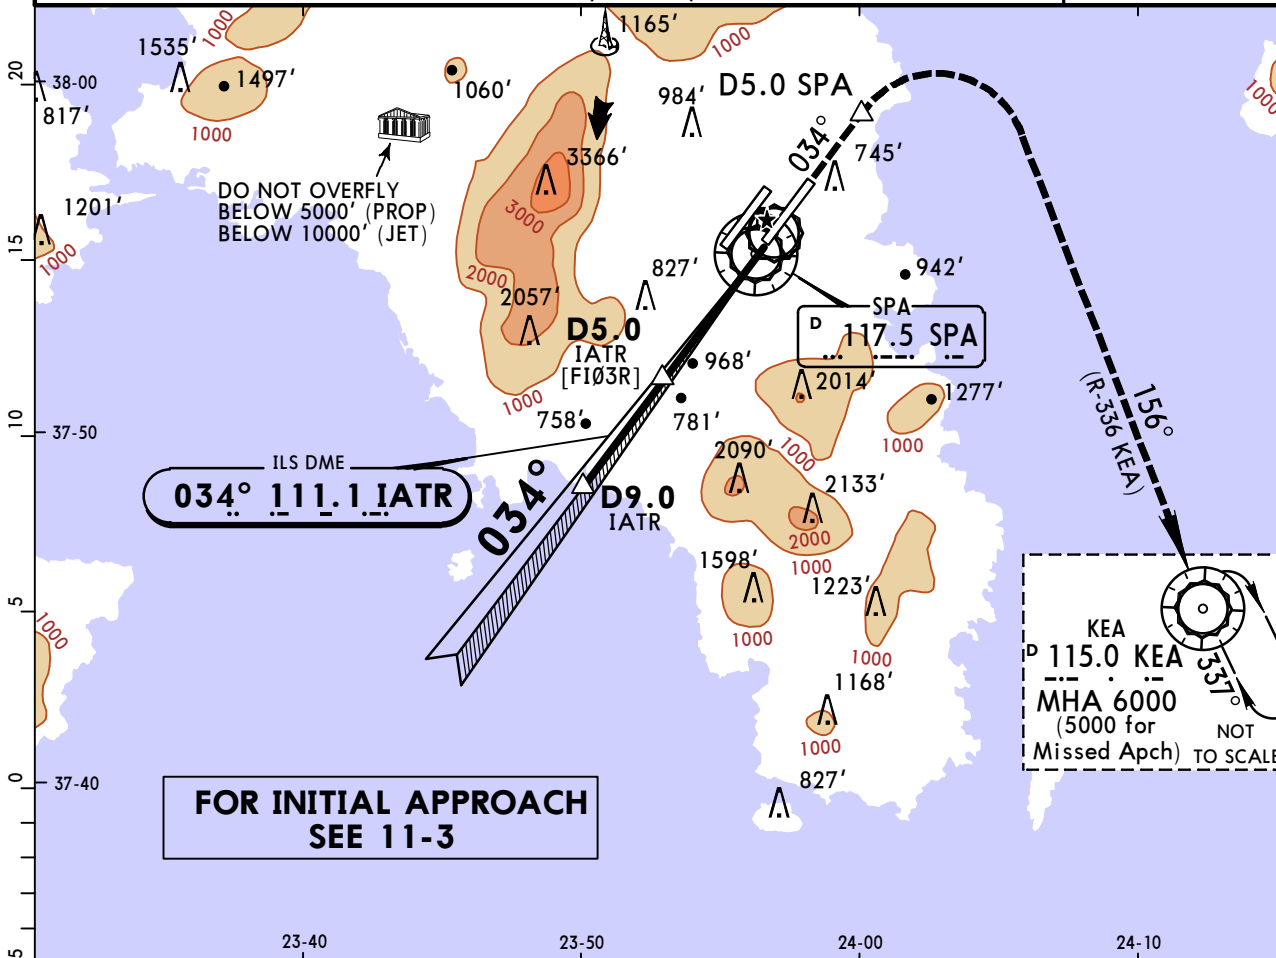 1000
1165'
1000
1535'
20
38-00
1497'
1060'
984'
D5.0 SPA
1000
817'
1000
034°
745'
3366'
DO NOT OVERFLY
BELOW 5000' (PROP)
BELOW 10000' (JET)
1201'
3000
15
1000
2000
827'
942'
2057'
SPA
D 117.5 SPA
D5.0
IATR
[FIØ3R]
968'
2014'
1277'
1000
758'
781'
10
37-50
1000
1000
156°
(R-336 KEA)
2090'
ILS DME
034° 111.1 IATR
034°
D9.0
IATR
2133'
2000
1000
1598'
1223'
5
1000
1000
1000
KEA
D 115.0 KEA
337°
MHA 6000
(5000 for
Missed Apch)
NOT
TO SCALE
1168'
1000
0
37-40
827'
FOR INITIAL APPROACH
SEE 11-3
5
23-40
23-50
24-00
24-10